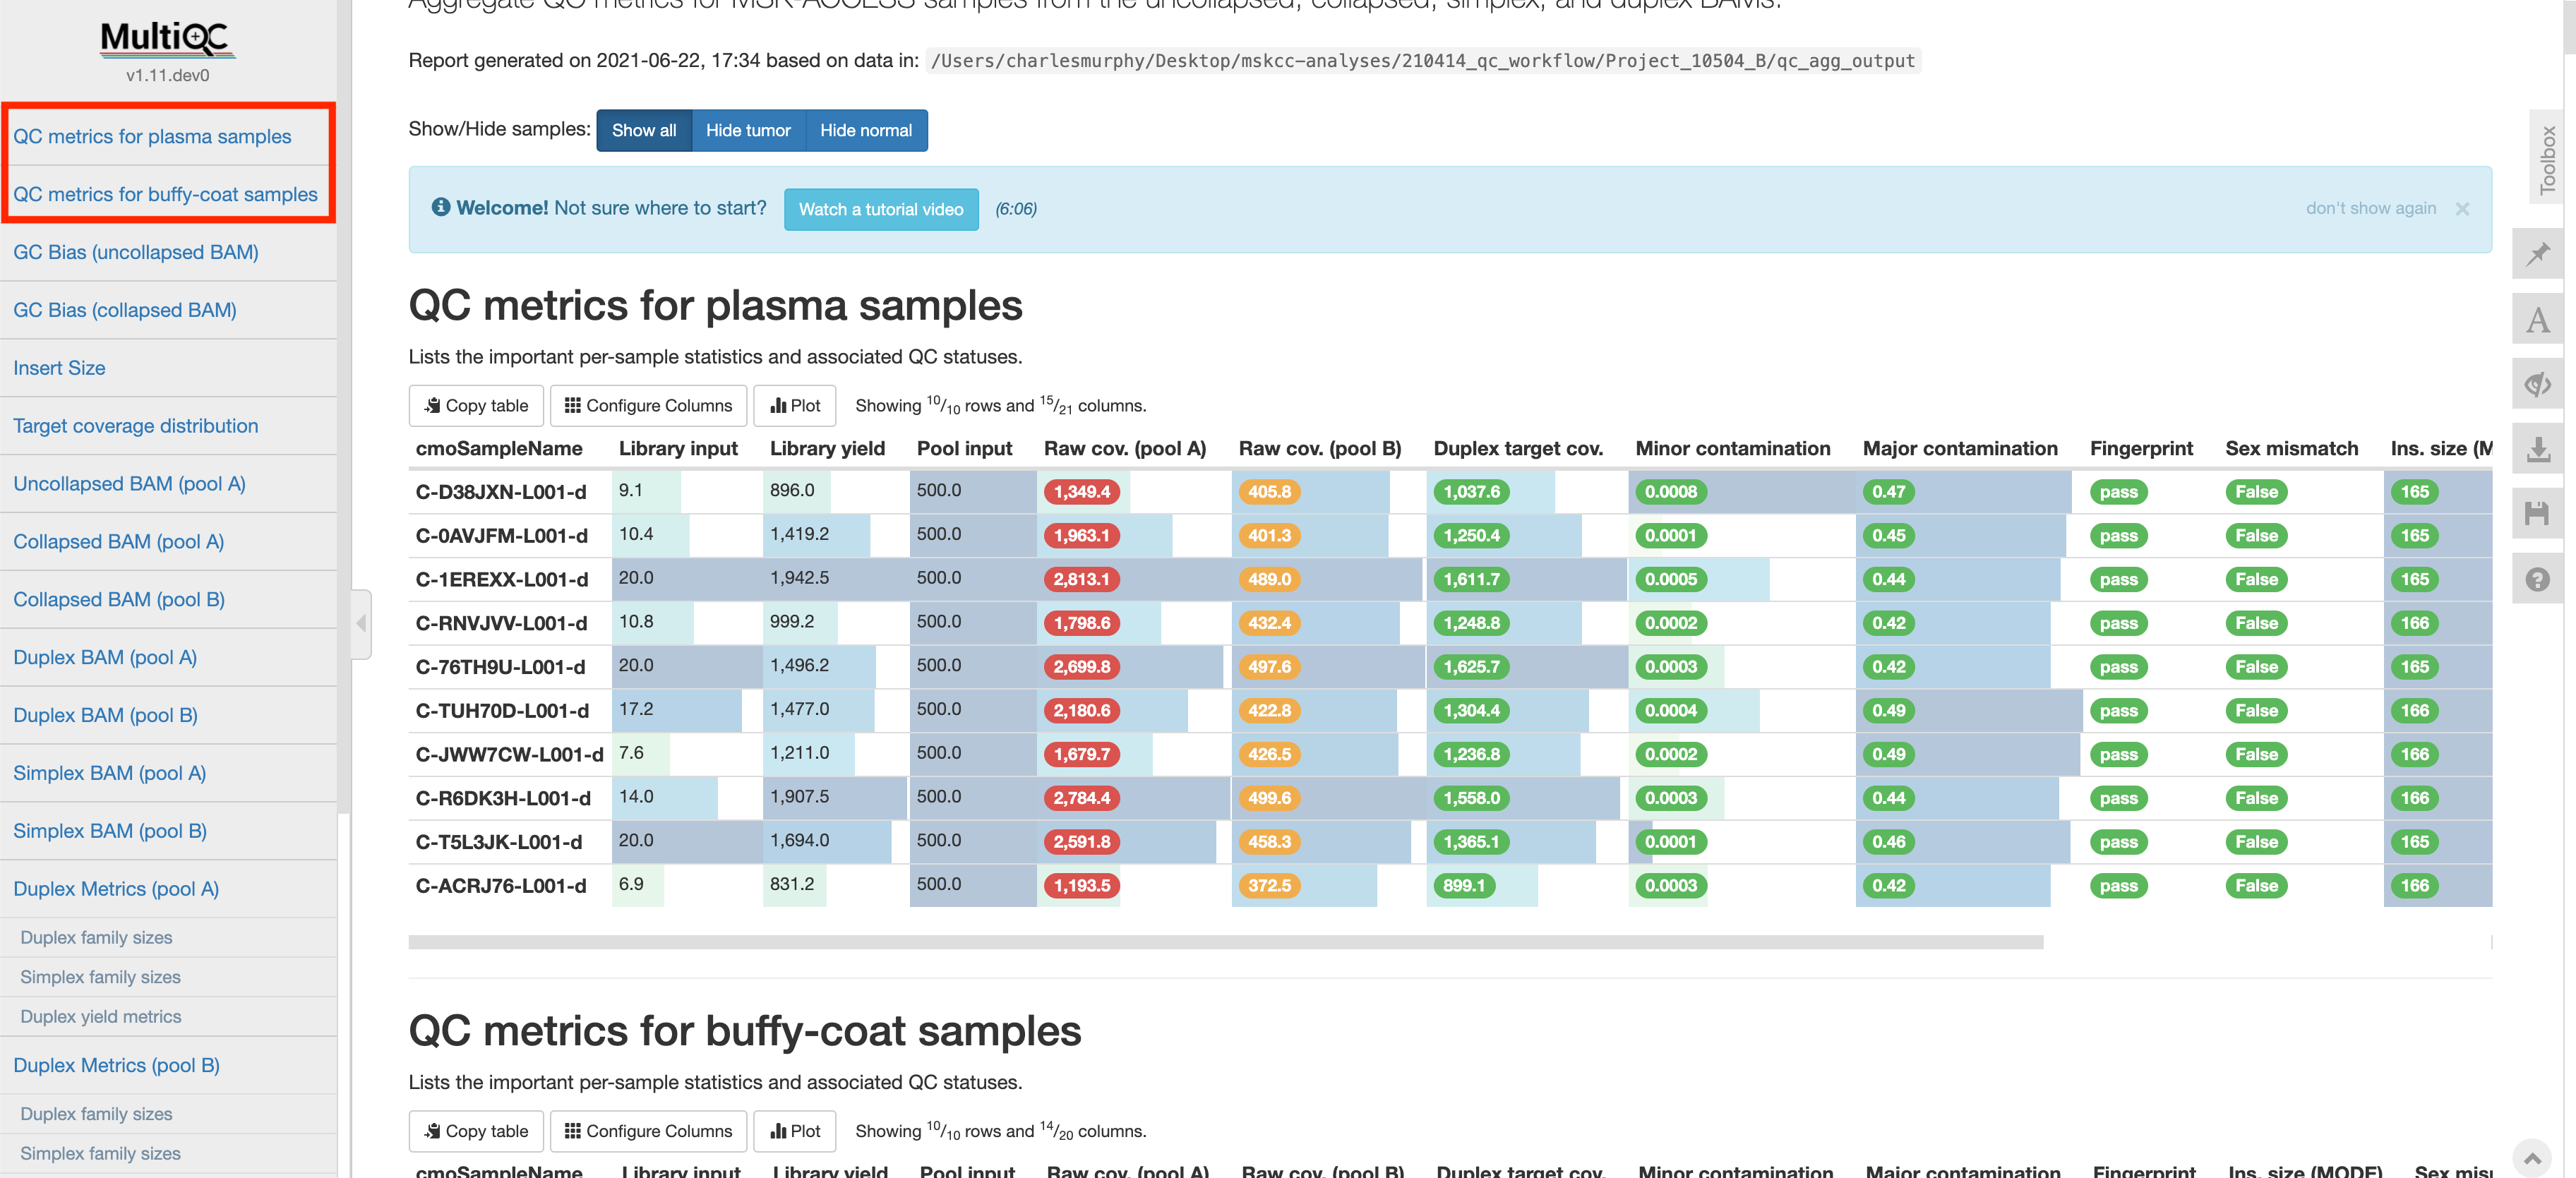 MultiQC
v1.11.dev0
QC metrics for plasma samples
QC metrics for buffy-coat samples
GC Bias (uncollapsed BAM)
GC Bias (collapsed BAM)
Insert Size
Target coverage distribution
Uncollapsed BAM (pool A)
Collapsed BAM (pool A)
Collapsed BAM (pool B)
Duplex BAM (pool A)
Duplex BAM (pool B)
Simplex BAM (pool A)
Simplex BAM (pool B)
Duplex Metrics (pool A)
Duplex family sizes
Simplex family sizes
Duplex yield metrics
Duplex Metrics (pool B)
Duplex family sizes
Simplex family sizes
Aggregate QC metrics for MSK-ACCESS samples from the uncollapsed, collapsed, simplex, and duplex BAMs.
Report generated on 2021-06-22, 17:34 based on data in: /Users/charlesmurphy/Desktop/mskcc-analyses/210414_qc_workflow/Project_10504_B/qc_agg_output
Show/Hide samples: Show all Hide tumor Hide normal
Welcome! Not sure where to start? Watch a tutorial video (6:06) don't show again ×
Toolbox
QC metrics for plasma samples
Lists the important per-sample statistics and associated QC statuses.
Copy table Configure Columns Plot Showing 10/10 rows and 15/21 columns.
cmoSampleName Library input Library yield Pool input Raw cov. (pool A) Raw cov. (pool B) Duplex target cov. Minor contamination Major contamination Fingerprint Sex mismatch Ins. size (M
C-D38JXN-L001-d 9.1 896.0 500.0 1,349.4 405.8 1,037.6 0.0008 0.47 pass False 165
C-0AVJFM-L001-d 10.4 1,419.2 500.0 1,963.1 401.3 1,250.4 0.0001 0.45 pass False 165
C-1EREXX-L001-d 20.0 1,942.5 500.0 2,813.1 489.0 1,611.7 0.0005 0.44 pass False 165
C-RNVJVV-L001-d 10.8 999.2 500.0 1,798.6 432.4 1,248.8 0.0002 0.42 pass False 166
C-76TH9U-L001-d 20.0 1,496.2 500.0 2,699.8 497.6 1,625.7 0.0003 0.42 pass False 165
C-TUH70D-L001-d 17.2 1,477.0 500.0 2,180.6 422.8 1,304.4 0.0004 0.49 pass False 166
C-JWW7CW-L001-d 7.6 1,211.0 500.0 1,679.7 426.5 1,236.8 0.0002 0.49 pass False 166
C-R6DK3H-L001-d 14.0 1,907.5 500.0 2,784.4 499.6 1,558.0 0.0003 0.44 pass False 166
C-T5L3JK-L001-d 20.0 1,694.0 500.0 2,591.8 458.3 1,365.1 0.0001 0.46 pass False 165
C-ACRJ76-L001-d 6.9 831.2 500.0 1,193.5 372.5 899.1 0.0003 0.42 pass False 166
QC metrics for buffy-coat samples
Lists the important per-sample statistics and associated QC statuses.
Copy table Configure Columns Plot Showing 10/10 rows and 14/20 columns.
cmoSampleName Library input Library yield Pool input Raw cov. (pool A) Raw cov. (pool B) Duplex target cov. Minor contamination Major contamination Fingerprint Ins. size (MODE) Sex mis